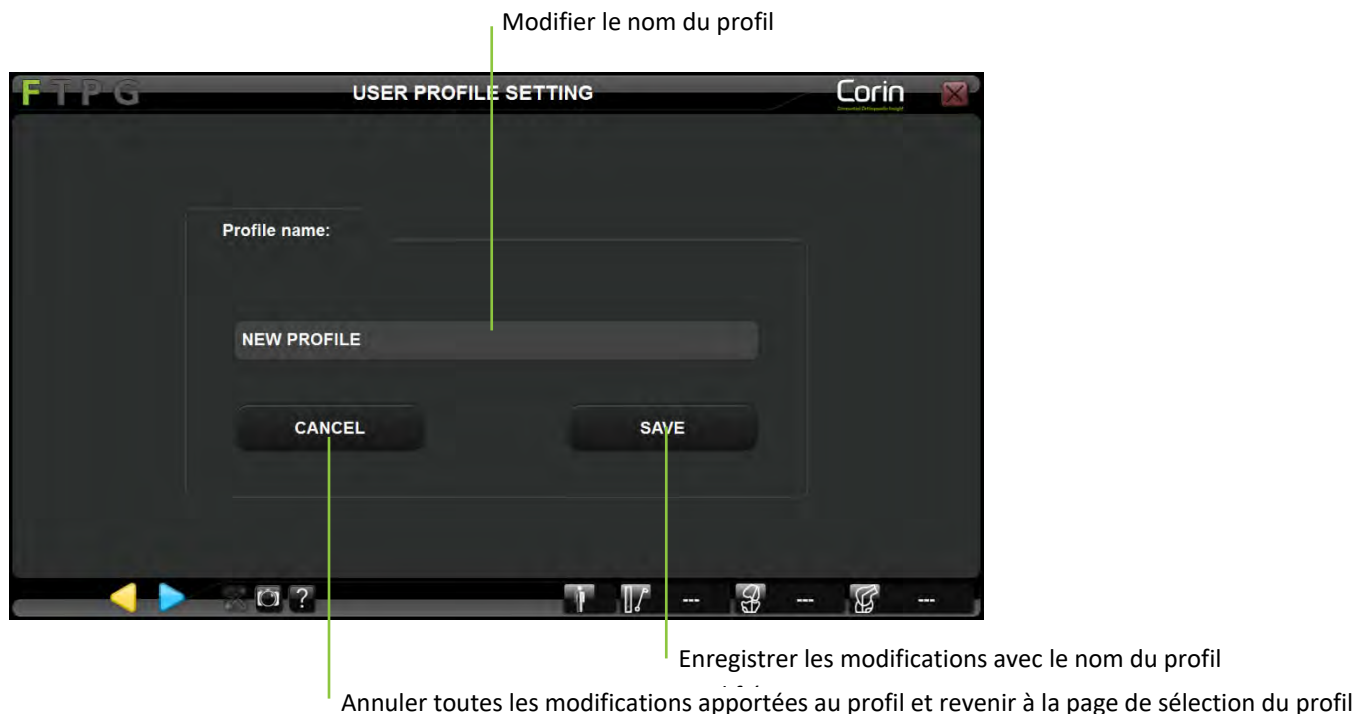 Modifier le nom du profil
F T P G
USER PROFILE SETTING
Corin
Profile name:
NEW PROFILE
CANCEL
SAVE
?
---
---
---
Enregistrer les modifications avec le nom du profil
Annuler toutes les modifications apportées au profil et revenir à la page de sélection du profil